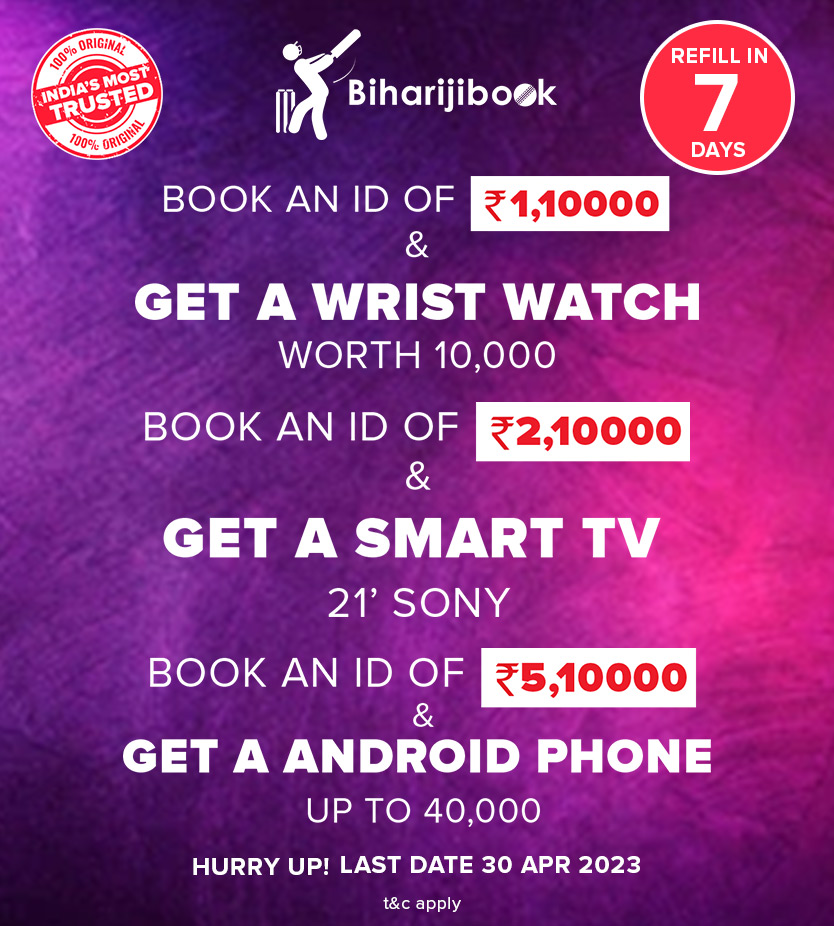 100% ORIGINAL
INDIA'S MOST
TRUSTED
100% ORIGINAL
Biharijibook
REFILL IN
7
DAYS
BOOK AN ID OF ₹1,10000
&
GET A WRIST WATCH
WORTH 10,000
BOOK AN ID OF ₹2,10000
&
GET A SMART TV
21’ SONY
BOOK AN ID OF ₹5,10000
&
GET A ANDROID PHONE
UP TO 40,000
HURRY UP! LAST DATE 30 APR 2023
t&c apply